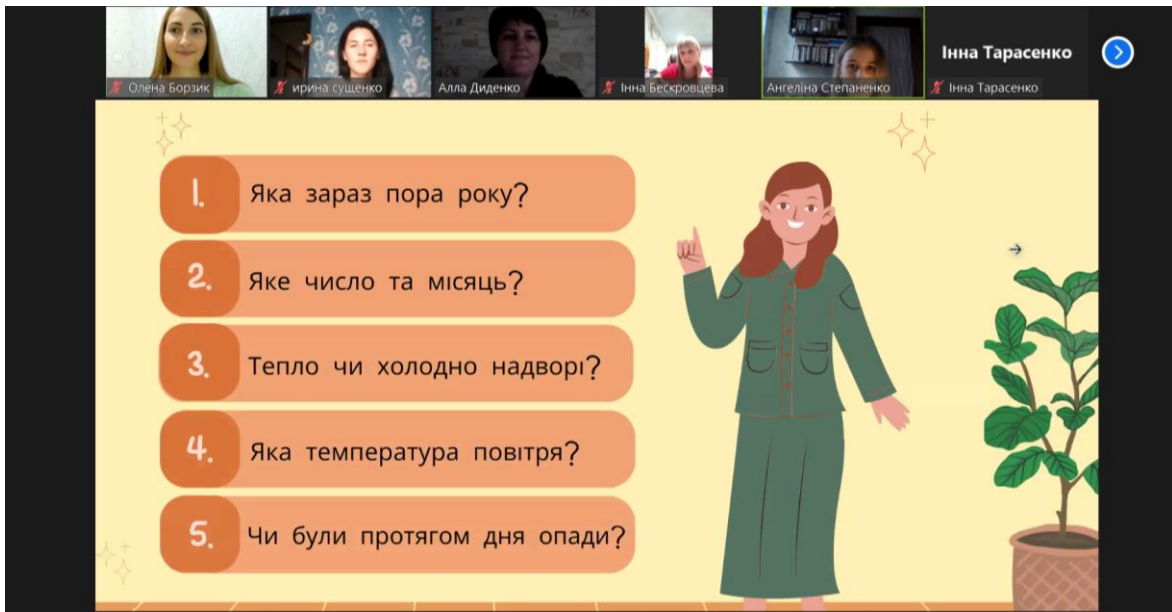 Інна Тарасенко
Олена Борзик
ирина сущенко
Алла Диденко
Інна Бескровцева
Ангеліна Степаненко
Інна Тарасенко
1. Яка зараз пора року?
2. Яке число та місяць?
3. Тепло чи холодно надворі?
4. Яка температура повітря?
5. Чи були протягом дня опади?